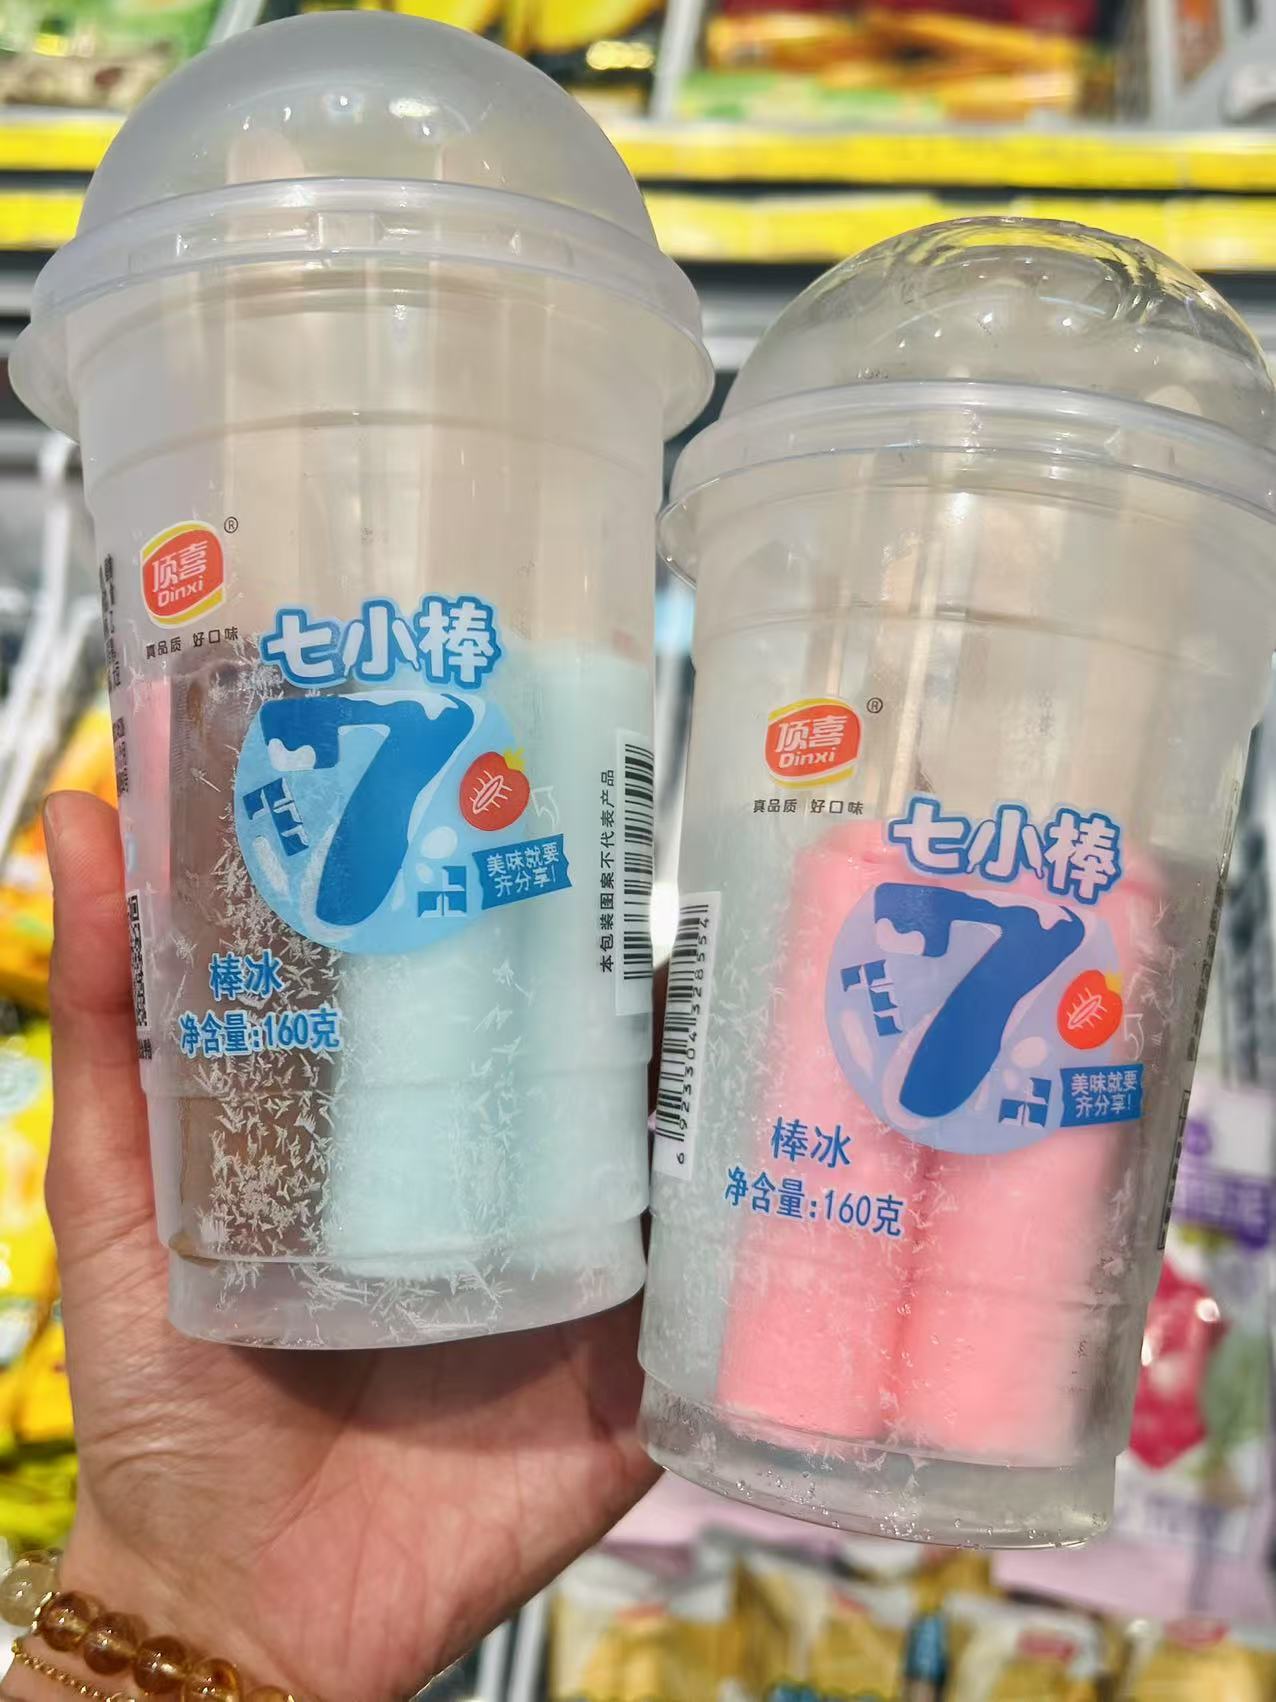 顶喜
Dinxi
®
真品质 好口味
七小棒
7
美味就要
齐分享!
棒冰
净含量:160克
本包装图案不代表产品
顶喜
Dinxi
®
真品质 好口味
七小棒
7
美味就要
齐分享!
棒冰
净含量:160克
6923304328554